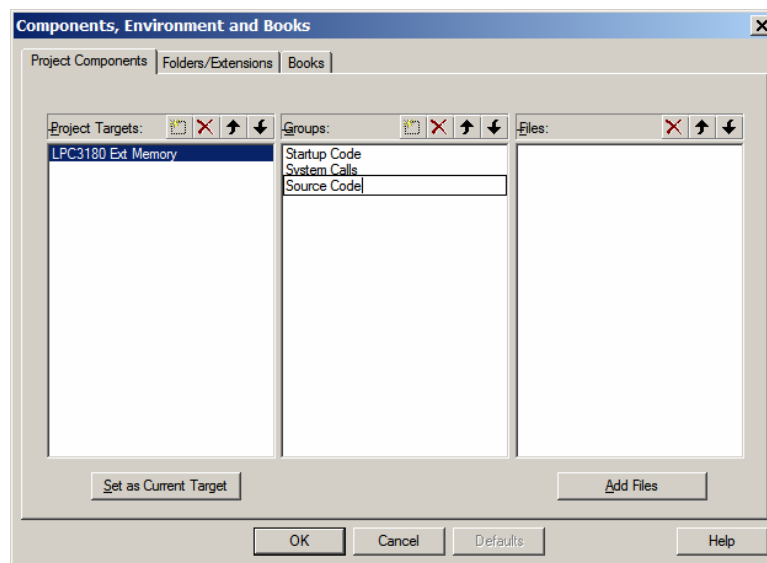 Components, Environment and Books
Project Components Folders/Extensions Books
Project Targets: Groups: Files:
LPC3180 Ext Memory Startup Code
System Calls
Source Code
Set as Current Target Add Files
OK Cancel Defaults Help